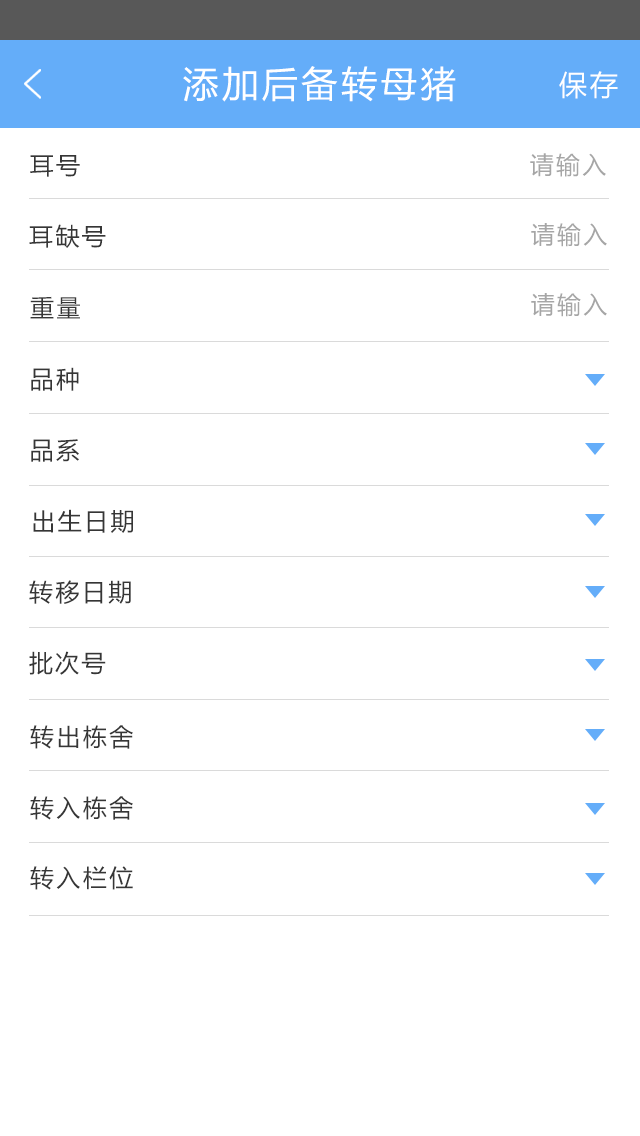 添加后备转母猪 保存
耳号 请输入
耳缺号 请输入
重量 请输入
品种
品系
出生日期
转移日期
批次号
转出栋舍
转入栋舍
转入栏位